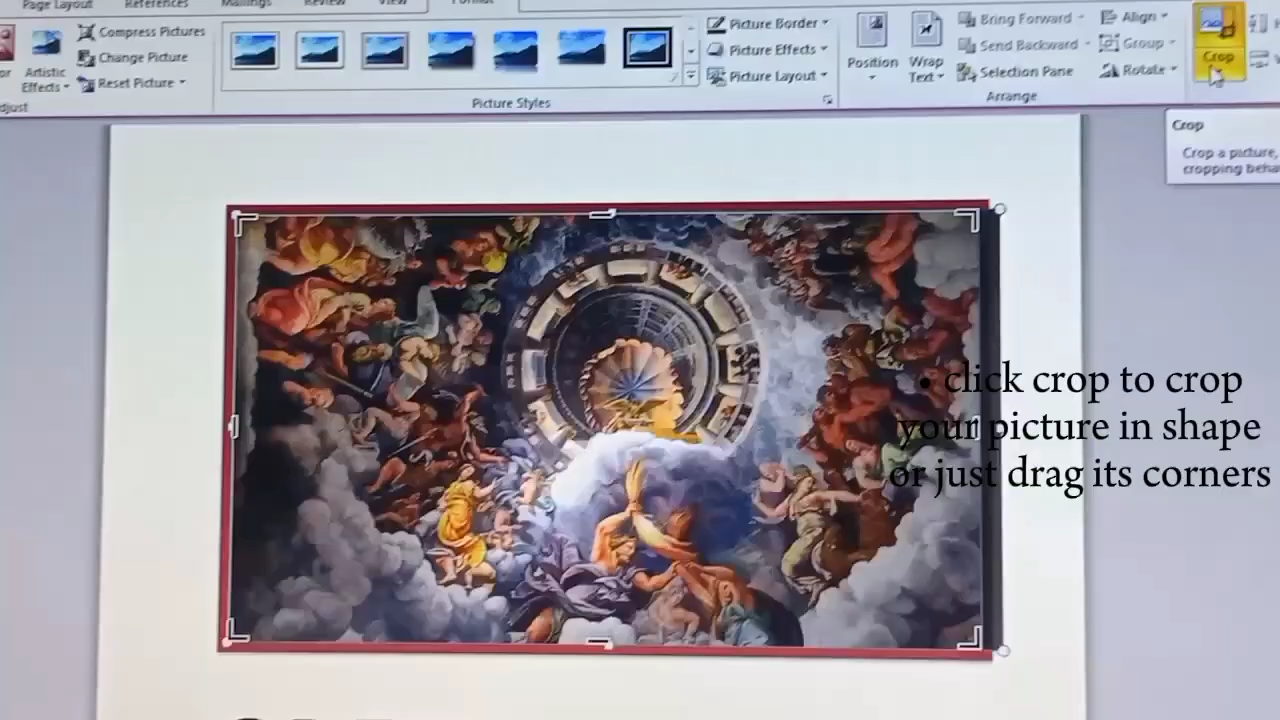 Page Layout References Mailings Review View Format
Compress Pictures
Change Picture
Reset Picture
Artistic
Effects
Picture Styles
Picture Border
Picture Effects
Picture Layout
Position
Wrap
Text
Bring Forward
Send Backward
Selection Pane
Align
Group
Rotate
Arrange
Crop
Crop
Crop a picture,
cropping
• click crop to crop
your picture in shape
or just drag its corners